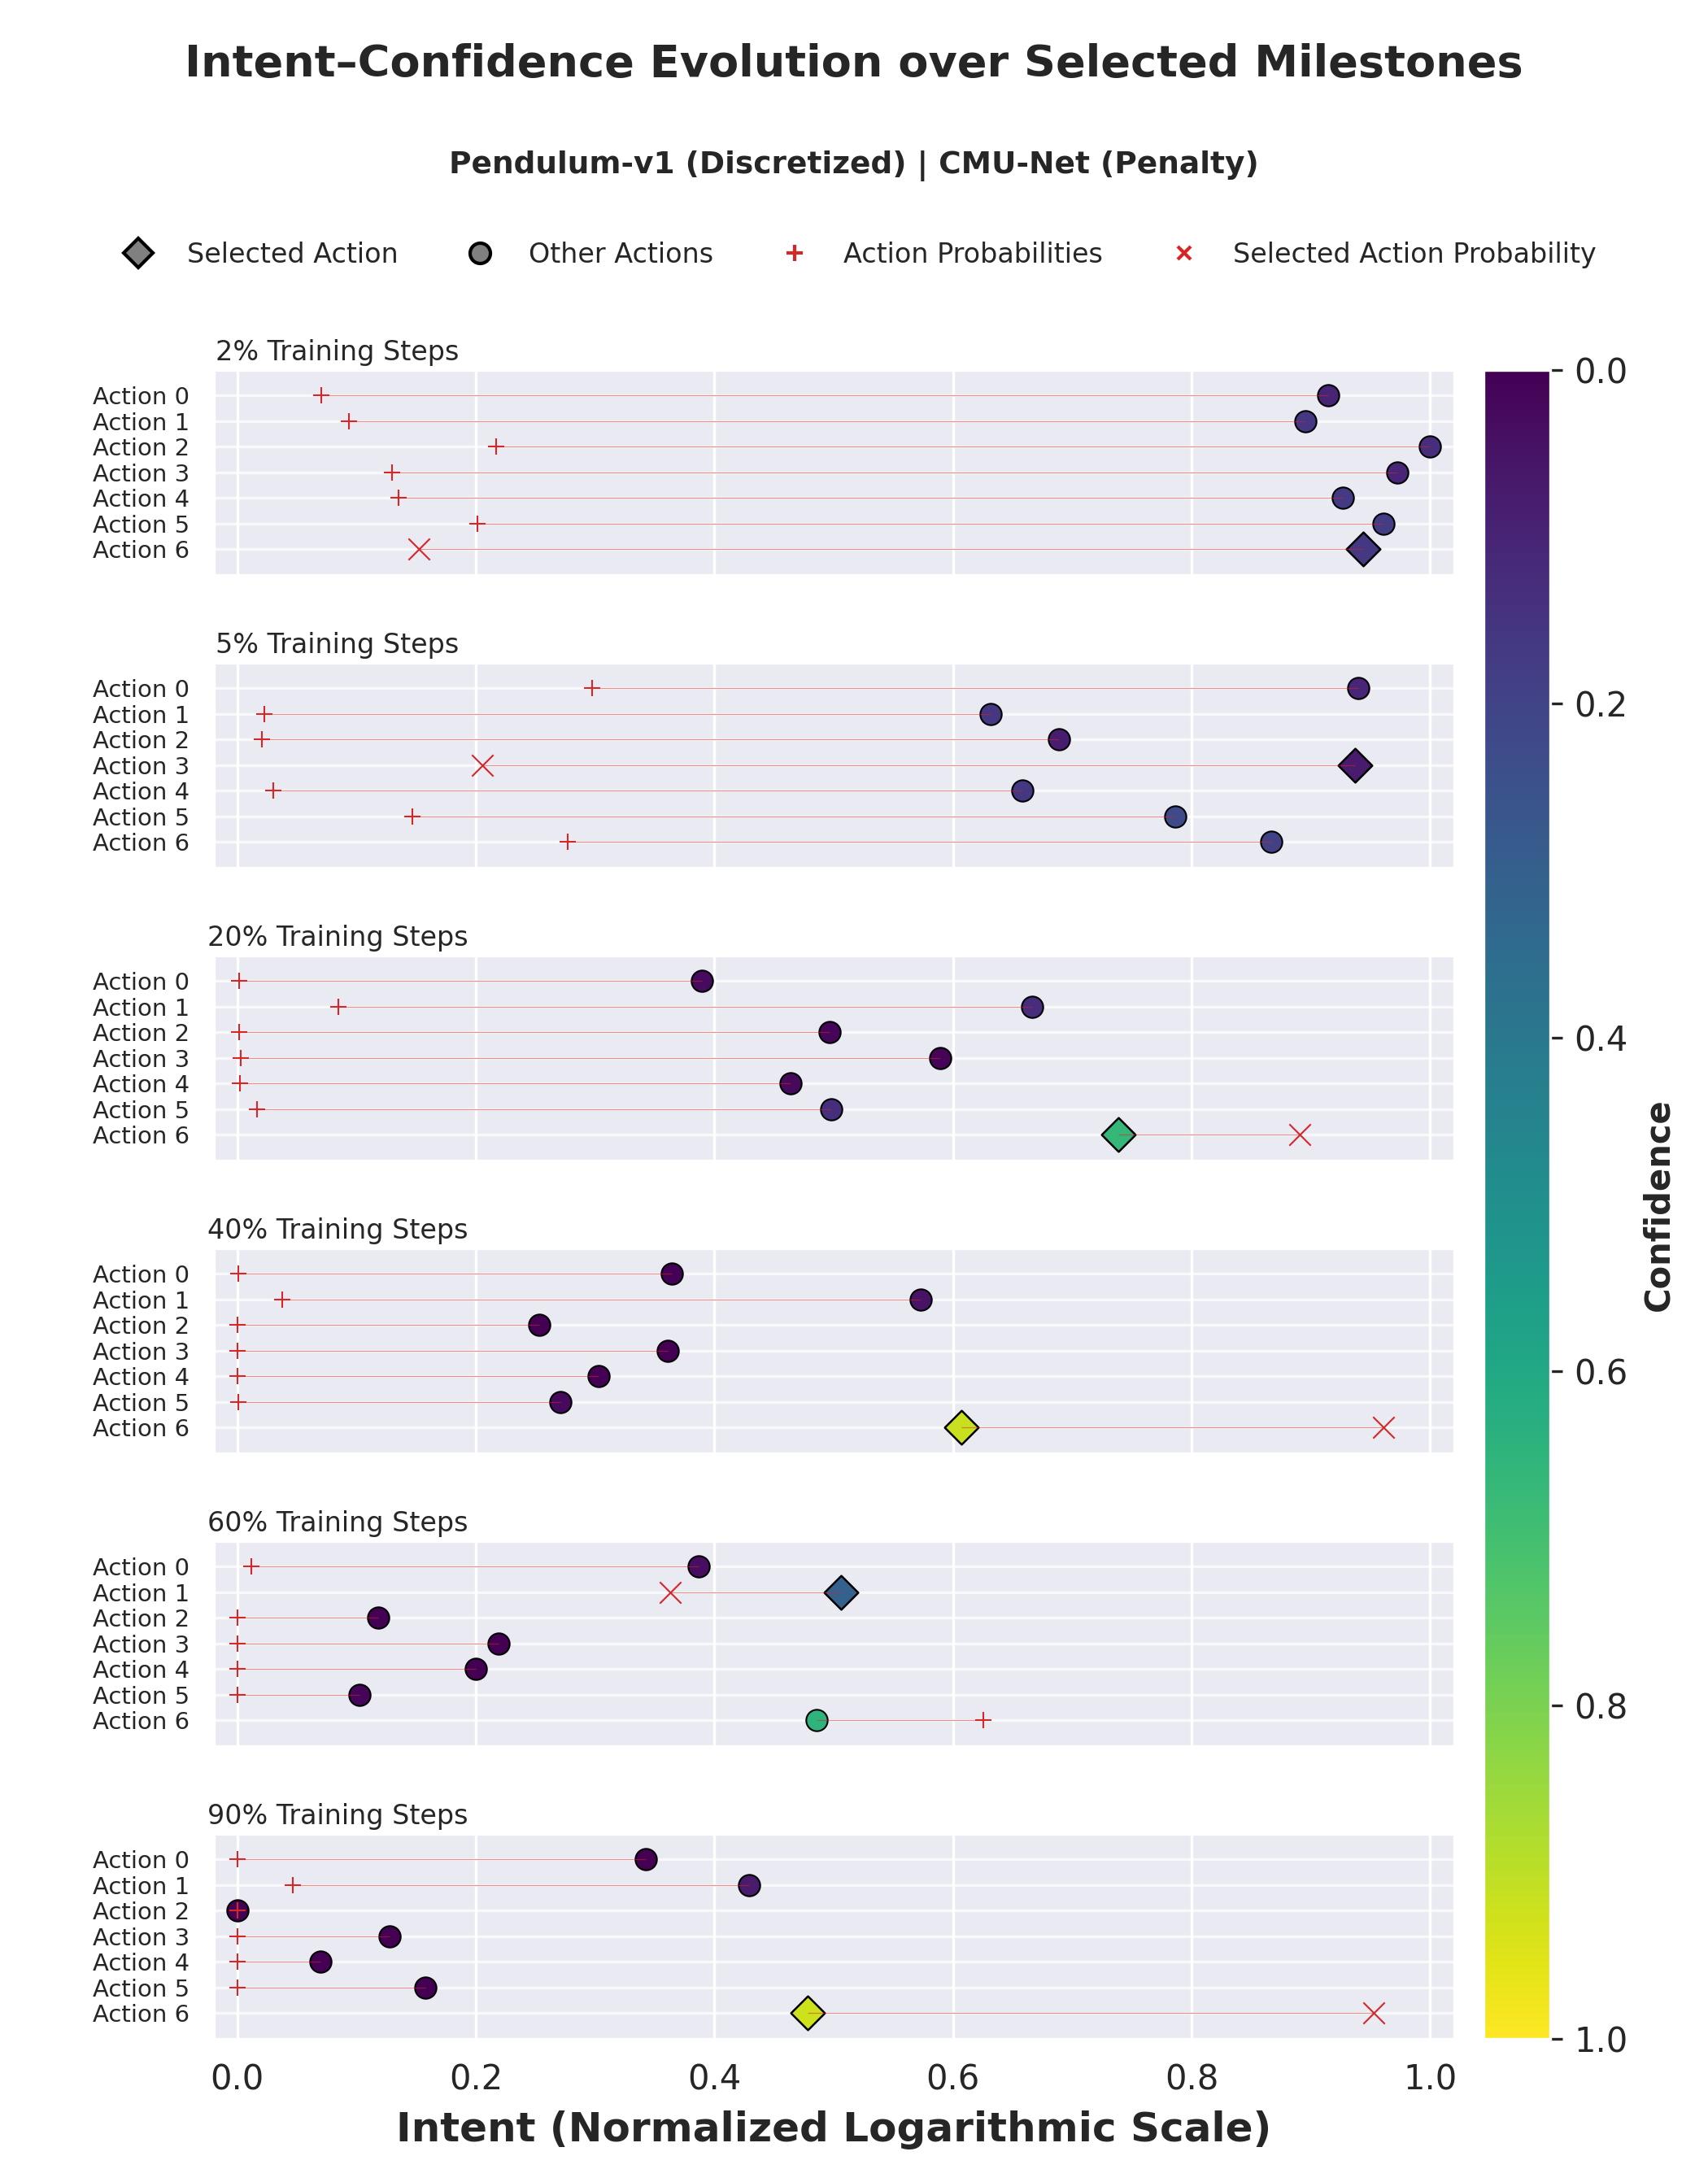 Intent–Confidence Evolution over Selected Milestones
Pendulum-v1 (Discretized) | CMU-Net (Penalty)
Selected Action Other Actions Action Probabilities Selected Action Probability
2% Training Steps
Action 0
Action 1
Action 2
Action 3
Action 4
Action 5
Action 6
5% Training Steps
Action 0
Action 1
Action 2
Action 3
Action 4
Action 5
Action 6
20% Training Steps
Action 0
Action 1
Action 2
Action 3
Action 4
Action 5
Action 6
40% Training Steps
Action 0
Action 1
Action 2
Action 3
Action 4
Action 5
Action 6
60% Training Steps
Action 0
Action 1
Action 2
Action 3
Action 4
Action 5
Action 6
90% Training Steps
Action 0
Action 1
Action 2
Action 3
Action 4
Action 5
Action 6
0.0 0.2 0.4 0.6 0.8 1.0
Intent (Normalized Logarithmic Scale)
0.0
0.2
0.4
0.6
0.8
1.0
Confidence